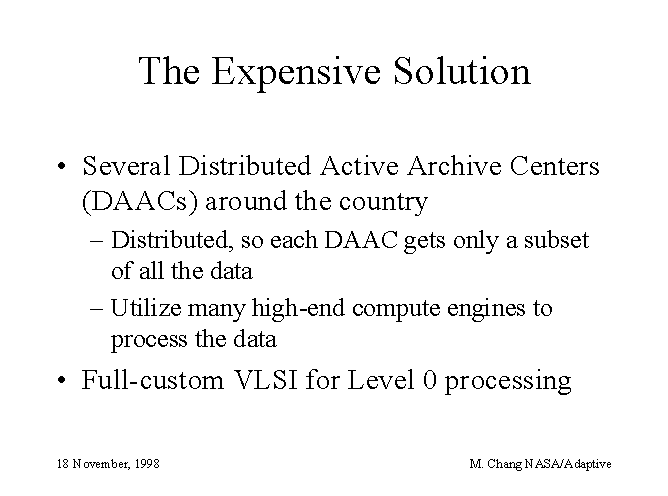 The Expensive Solution
• Several Distributed Active Archive Centers
(DAACs) around the country
– Distributed, so each DAAC gets only a subset
of all the data
– Utilize many high-end compute engines to
process the data
• Full-custom VLSI for Level 0 processing
18 November, 1998
M. Chang NASA/Adaptive